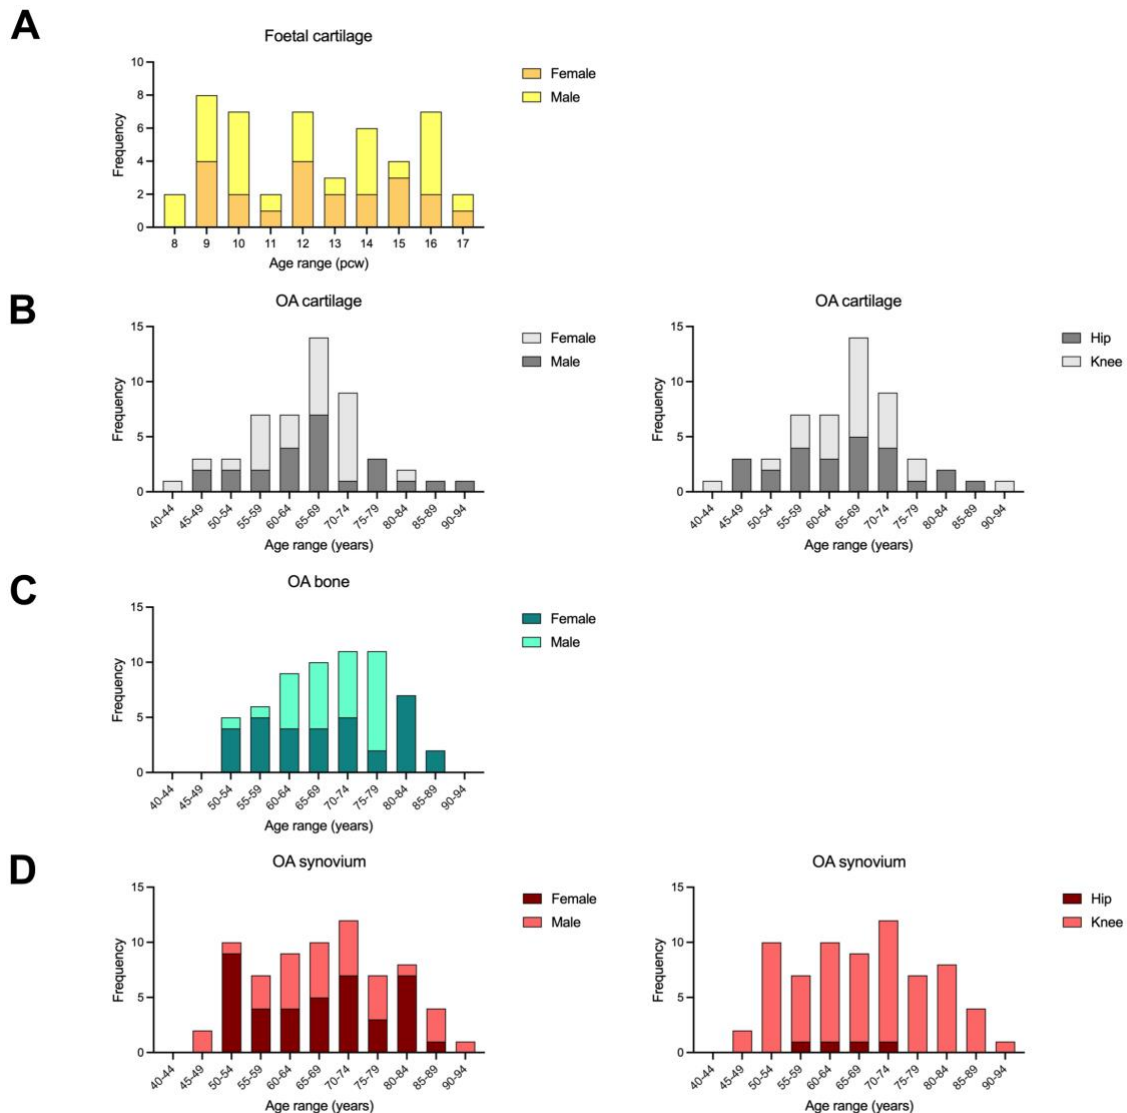 A
Foetal cartilage
Female
Male
Frequency
10
8
6
4
2
0
8 9 10 11 12 13 14 15 16 17
Age range (pcw)
B
OA cartilage
Female
Male
Frequency
15
10
5
0
40-44 45-49 50-54 55-59 60-64 65-69 70-74 75-79 80-84 85-89 90-94
Age range (years)
OA cartilage
Hip
Knee
Frequency
15
10
5
0
40-44 45-49 50-54 55-59 60-64 65-69 70-74 75-79 80-84 85-89 90-94
Age range (years)
C
OA bone
Female
Male
Frequency
15
10
5
0
40-44 45-49 50-54 55-59 60-64 65-69 70-74 75-79 80-84 85-89 90-94
Age range (years)
D
OA synovium
Female
Male
Frequency
15
10
5
0
40-44 45-49 50-54 55-59 60-64 65-69 70-74 75-79 80-84 85-89 90-94
Age range (years)
OA synovium
Hip
Knee
Frequency
15
10
5
0
40-44 45-49 50-54 55-59 60-64 65-69 70-74 75-79 80-84 85-89 90-94
Age range (years)